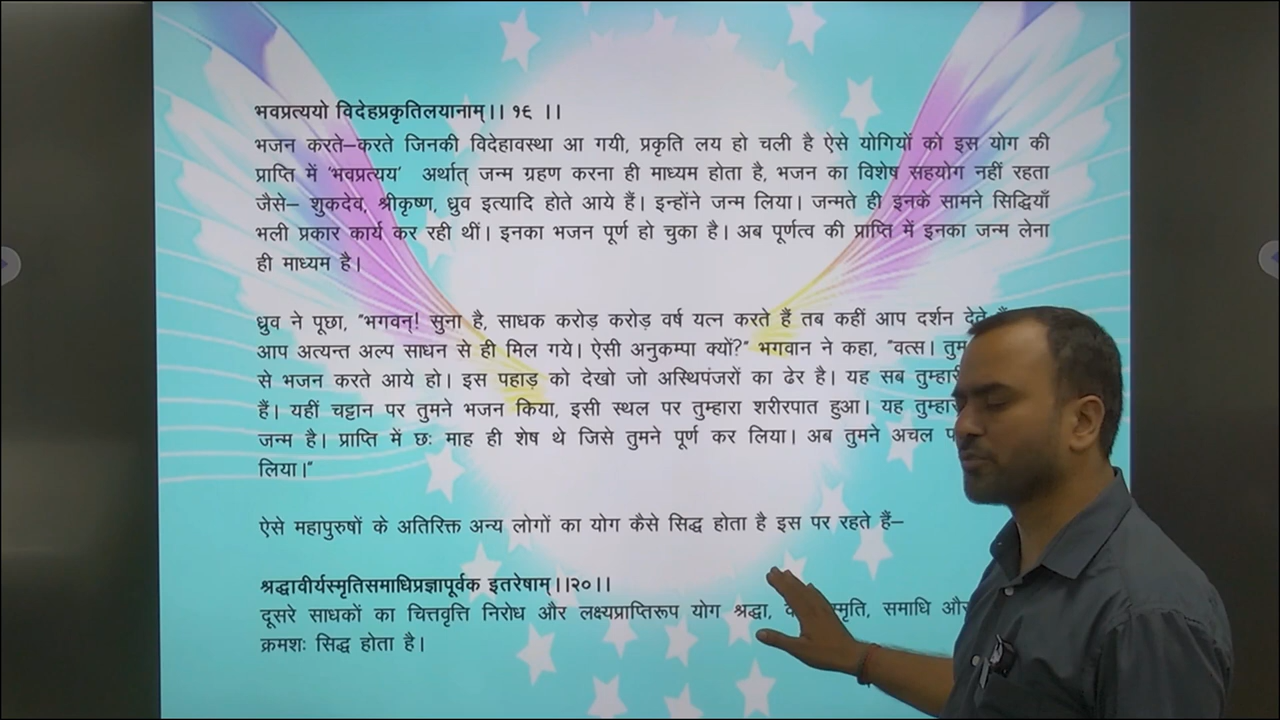 भवप्रत्ययो विदेहप्रकृतिलयानाम्।। १९ ।।
भजन करते–करते जिनकी विदेहावस्था आ गयी, प्रकृति लय हो चली है ऐसे योगियों को इस योग की
प्राप्ति में ‘भवप्रत्यय’ अर्थात् जन्म ग्रहण करना ही माध्यम होता है, भजन का विशेष सहयोग नहीं रहता
जैसे– शुकदेव, श्रीकृष्ण, ध्रुव इत्यादि होते आये हैं। इन्होंने जन्म लिया। जन्मते ही इनके सामने सिद्धियाँ
भली प्रकार कार्य कर रही थीं। इनका भजन पूर्ण हो चुका है। अब पूर्णत्व की प्राप्ति में इनका जन्म लेना
ही माध्यम है।
ध्रुव ने पूछा, "भगवन्! सुना है, साधक करोड़ करोड़ वर्ष यत्न करते हैं तब कहीं आप दर्शन देते
आप अत्यन्त अल्प साधन से ही मिल गये। ऐसी अनुकम्पा क्यों?" भगवान ने कहा, "वत्स। तुम
से भजन करते आये हो। इस पहाड़ को देखो जो अस्थिपंजरों का ढेर है। यह सब
हैं। यहीं चट्टान पर तुमने भजन किया, इसी स्थल पर तुम्हारा शरीरपात हुआ। यह
जन्म है। प्राप्ति में छः माह ही शेष थे जिसे तुमने पूर्ण कर लिया। अब तुमने अचल
लिया।"
ऐसे महापुरुषों के अतिरिक्त अन्य लोगों का योग कैसे सिद्ध होता है इस पर रहते हैं–
श्रद्धावीर्यस्मृतिसमाधिप्रज्ञापूर्वक इतरेषाम्।।२०।।
दूसरे साधकों का चित्तवृत्ति निरोध और लक्ष्यप्राप्तिरूप योग श्रद्धा, समाधि
क्रमशः सिद्ध होता है।